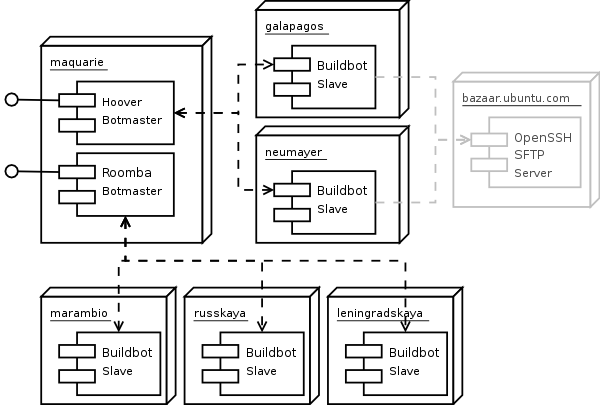 galapagos
Buildbot
Slave
maquarie
Hoover
Botmaster
Roomba
Botmaster
neumayer
Buildbot
Slave
bazaar.ubuntu.com
OpenSSH
SFTP
Server
marambio
Buildbot
Slave
russkaya
Buildbot
Slave
leningradskaya
Buildbot
Slave